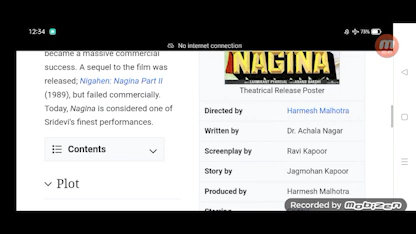 12:34
73%
No internet connection
became a massive commercial
success. A sequel to the film was
released; Nigahen: Nagina Part II
(1989), but failed commercially.
Today, Nagina is considered one of
Sridevi's finest performances.
Contents
Plot
NAGINA
Theatrical Release Poster
Directed by Harmesh Malhotra
Written by Dr. Achala Nagar
Screenplay by Ravi Kapoor
Story by Jagmohan Kapoor
Produced by Harmesh Malhotra
Starring
Recorded by mobizen